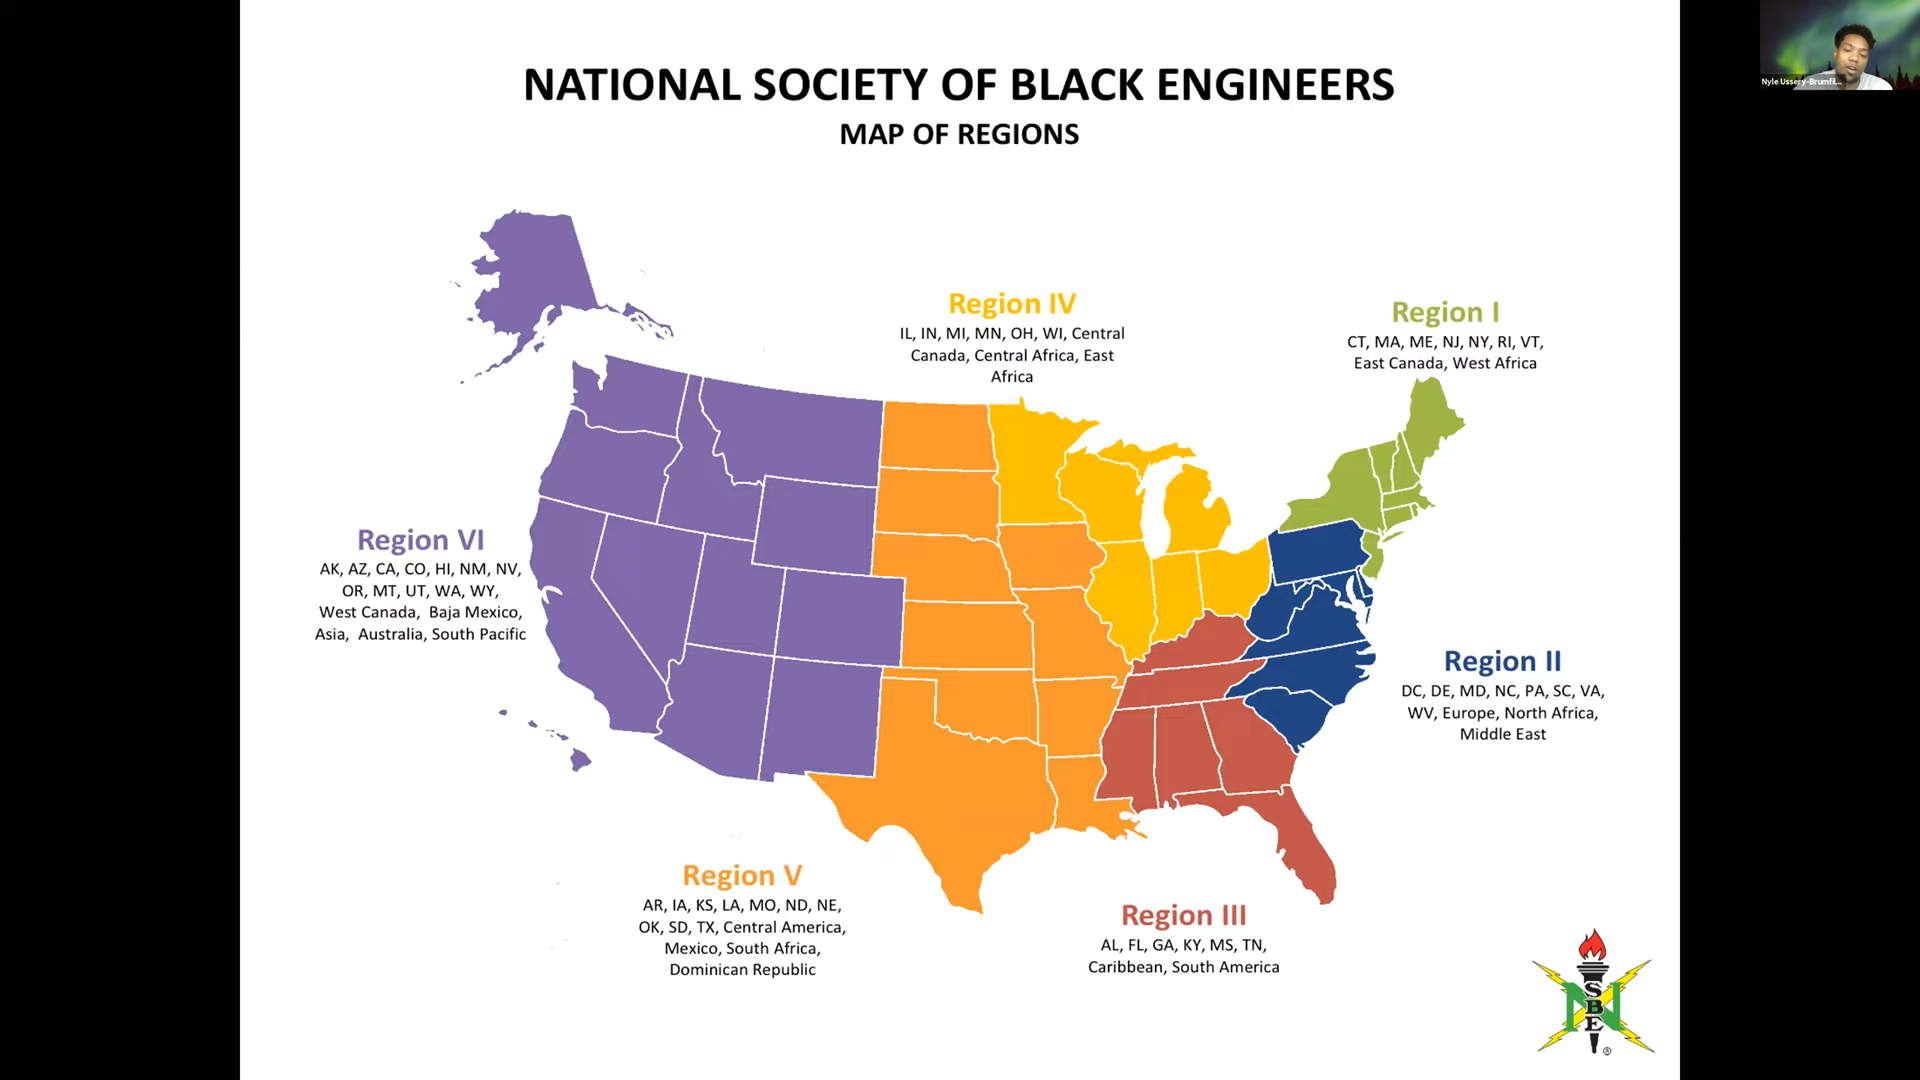 NATIONAL SOCIETY OF BLACK ENGINEERS
MAP OF REGIONS
Nyle Ussery-Brumfil...
Region IV
IL, IN, MI, MN, OH, WI, Central
Canada, Central Africa, East
Africa
Region I
CT, MA, ME, NJ, NY, RI, VT,
East Canada, West Africa
Region VI
AK, AZ, CA, CO, HI, NM, NV,
OR, MT, UT, WA, WY,
West Canada, Baja Mexico,
Asia, Australia, South Pacific
Region II
DC, DE, MD, NC, PA, SC, VA,
WV, Europe, North Africa,
Middle East
Region V
AR, IA, KS, LA, MO, ND, NE,
OK, SD, TX, Central America,
Mexico, South Africa,
Dominican Republic
Region III
AL, FL, GA, KY, MS, TN,
Caribbean, South America
NSBE
®